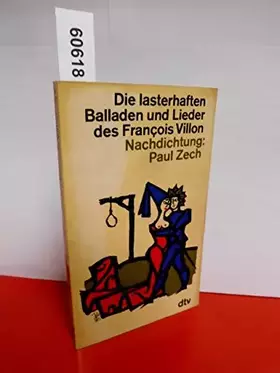 60618
Die lasterhaften
Balladen und Lieder
des François Villon
Nachdichtung:
Paul Zech
dtv